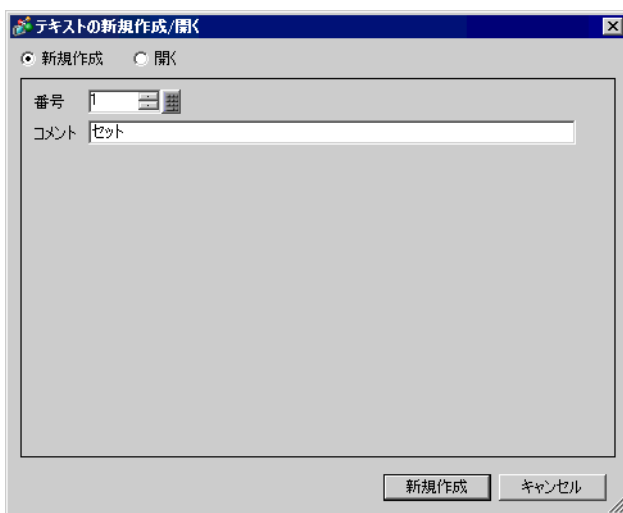 テキストの新規作成/開く
新規作成 開く
番号 1
コメント セット
新規作成 キャンセル